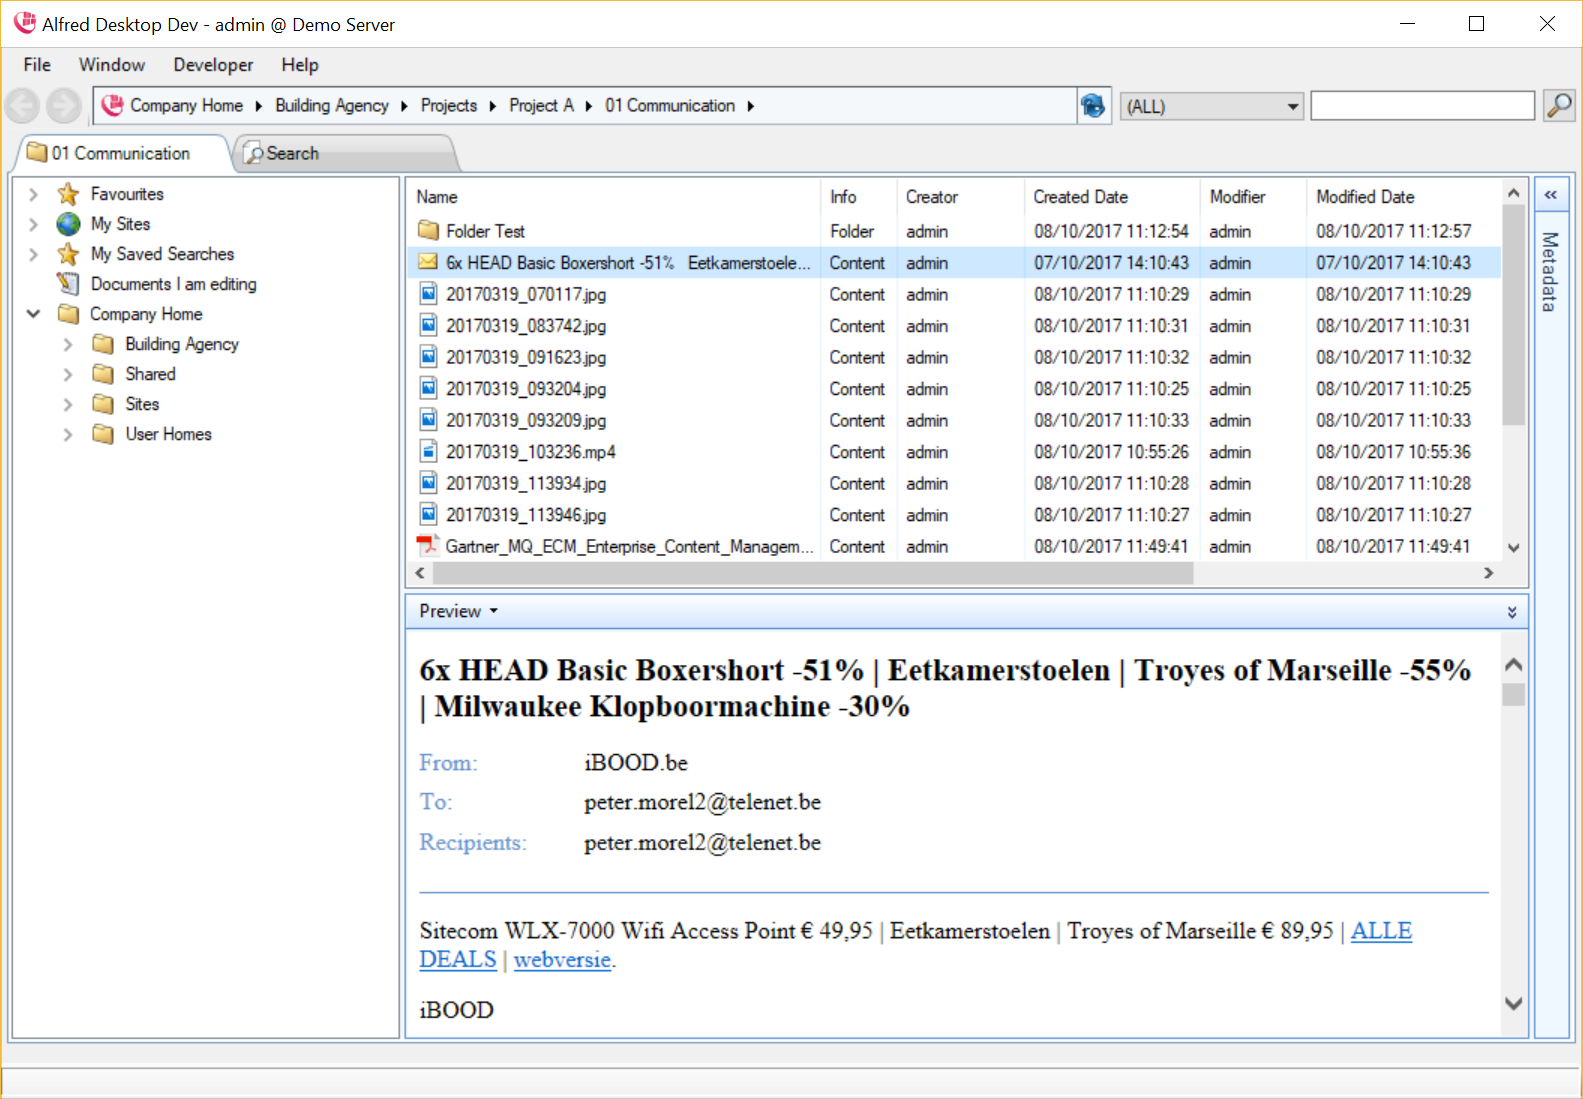 Alfred Desktop Dev - admin @ Demo Server
File Window Developer Help
Company Home Building Agency Projects Project A 01 Communication (ALL)
01 Communication Search
Favourites
My Sites
My Saved Searches
Documents I am editing
Company Home
Building Agency
Shared
Sites
User Homes
Name Info Creator Created Date Modifier Modified Date
Folder Test Folder admin 08/10/2017 11:12:54 admin 08/10/2017 11:12:57
6x HEAD Basic Boxershort -51% Eetkamerstoele... Content admin 07/10/2017 14:10:43 admin 07/10/2017 14:10:43
20170319_070117.jpg Content admin 08/10/2017 11:10:29 admin 08/10/2017 11:10:29
20170319_083742.jpg Content admin 08/10/2017 11:10:31 admin 08/10/2017 11:10:31
20170319_091623.jpg Content admin 08/10/2017 11:10:32 admin 08/10/2017 11:10:32
20170319_093204.jpg Content admin 08/10/2017 11:10:25 admin 08/10/2017 11:10:25
20170319_093209.jpg Content admin 08/10/2017 11:10:33 admin 08/10/2017 11:10:33
20170319_103236.mp4 Content admin 08/10/2017 10:55:26 admin 08/10/2017 10:55:36
20170319_113934.jpg Content admin 08/10/2017 11:10:28 admin 08/10/2017 11:10:28
20170319_113946.jpg Content admin 08/10/2017 11:10:27 admin 08/10/2017 11:10:27
Gartner_MQ_ECM_Enterprise_Content_Managem... Content admin 08/10/2017 11:49:41 admin 08/10/2017 11:49:41
Metadata
Preview
6x HEAD Basic Boxershort -51% | Eetkamerstoelen | Troyes of Marseille -55%
| Milwaukee Klopboormachine -30%
From: iBOOD.be
To: peter.morel2@telenet.be
Recipients: peter.morel2@telenet.be
Sitecom WLX-7000 Wifi Access Point € 49,95 | Eetkamerstoelen | Troyes of Marseille € 89,95 | ALLE
DEALS | webversie.
iBOOD